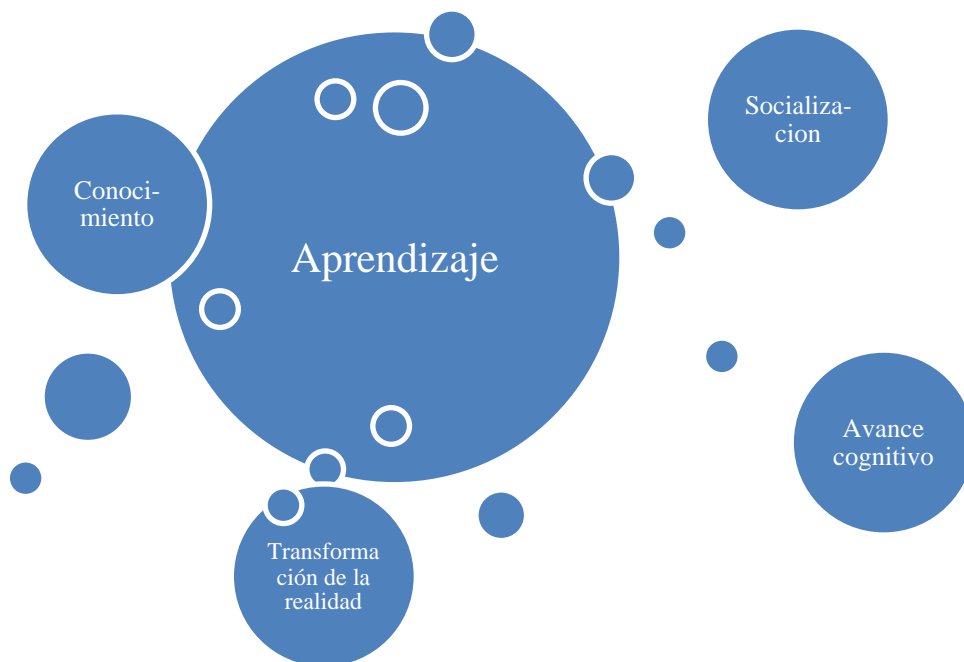 Socializa-
cion
Conoci-
miento
Aprendizaje
Avance
cognitivo
Transforma
ción de la
realidad